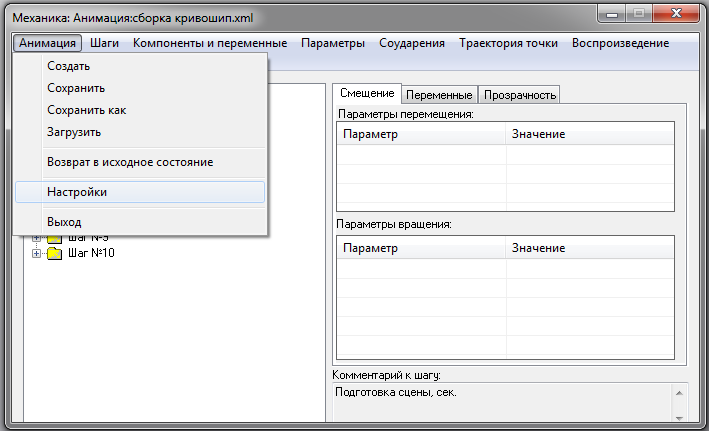 Механика: Анимация:сборка кривошип.xml
Анимация Шаги Компоненты и переменные Параметры Соударения Траектория точки Воспроизведение
Создать
Сохранить
Сохранить как
Загрузить
Возврат в исходное состояние
Настройки
Выход
Шаг №9
Шаг №10
Смещение Переменные Прозрачность
Параметры перемещения:
Параметр Значение
Параметры вращения:
Параметр Значение
Комментарий к шагу:
Подготовка сцены, сек.